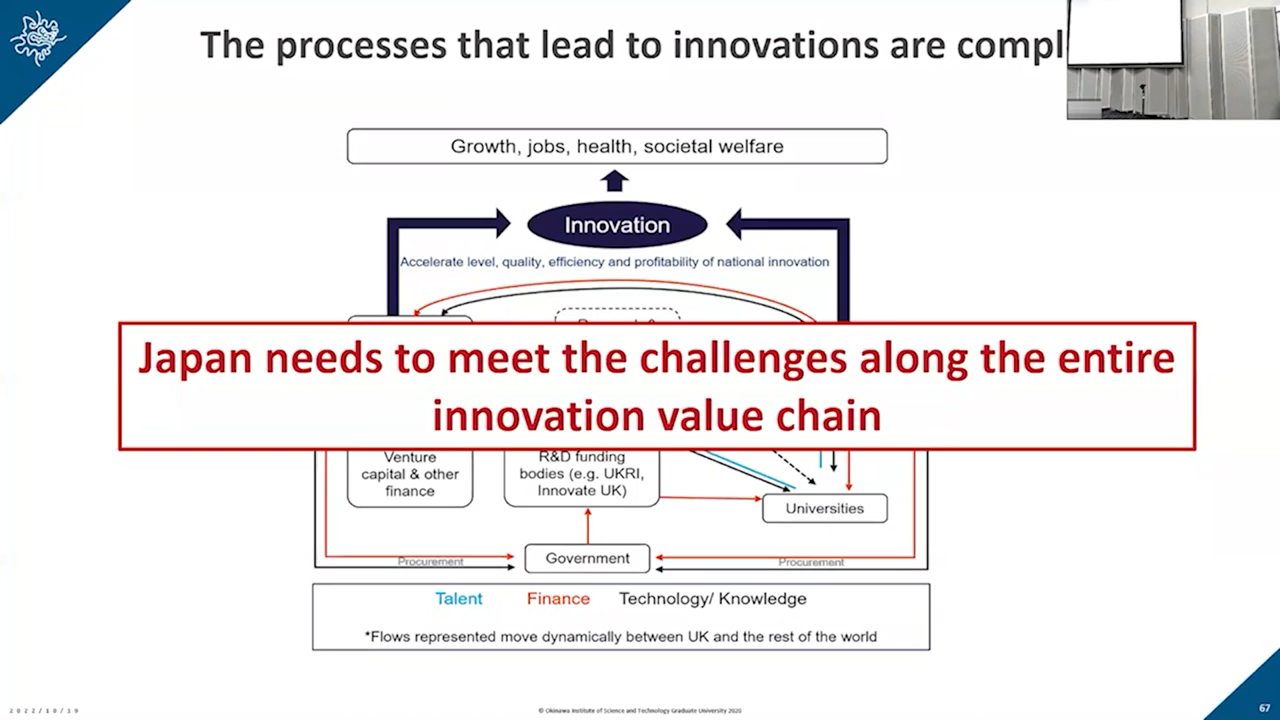 The processes that lead to innovations are compl
Growth, jobs, health, societal welfare
Innovation
Accelerate level, quality, efficiency and profitability of national innovation
Japan needs to meet the challenges along the entire
innovation value chain
Venture
capital & other
finance
R&D funding
bodies (e.g. UKRI,
Innovate UK)
Universities
Government
Procurement
Procurement
Talent Finance Technology/ Knowledge
*Flows represented move dynamically between UK and the rest of the world
2022/10/19
© Okinawa Institute of Science and Technology Graduate University 2020
67